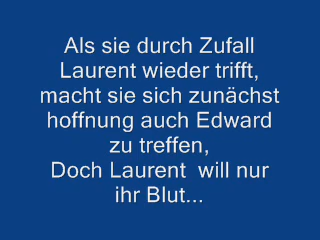 Als sie durch Zufall
Laurent wieder trifft,
macht sie sich zunächst
hoffnung auch Edward
zu treffen,
Doch Laurent  will nur
ihr Blut...